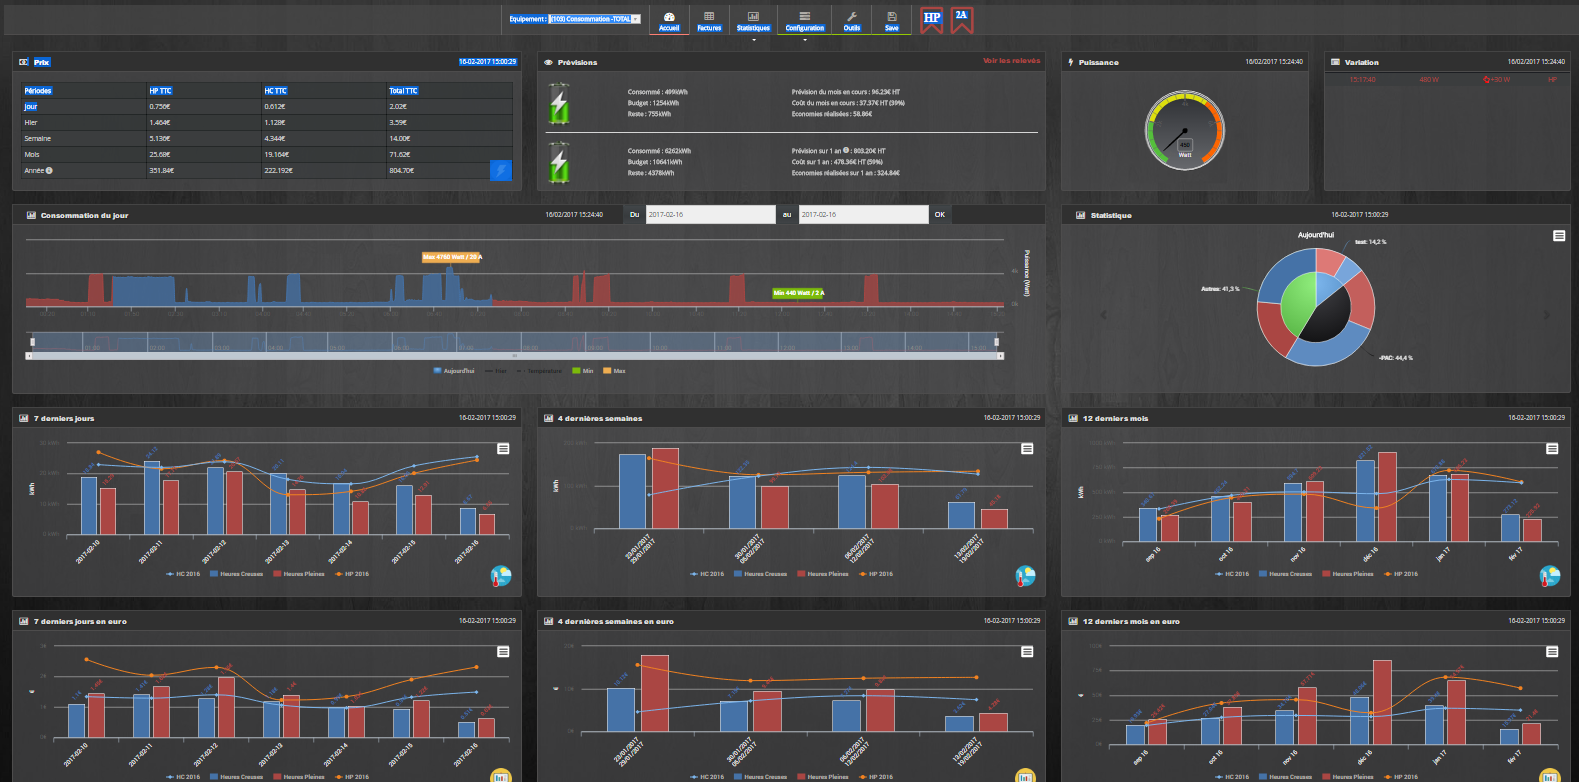 Equipement : (103) Consommation -TOTAL
Accueil Factures Statistiques Configuration Outils Save HP 2A
Prix 16-02-2017 15:00:29
Périodes HP TTC HC TTC Total TTC
Jour 0.756€ 0.612€ 2.02€
Hier 1.464€ 1.128€ 3.59€
Semaine 5.136€ 4.344€ 14.00€
Mois 25.68€ 19.164€ 71.62€
Année 351.84€ 222.192€ 804.70€
Prévisions Voir les relevés
Consommé : 499kWh Prévision du mois en cours : 96.23€ HT
Budget : 1254kWh Coût du mois en cours : 37.37€ HT (39%)
Reste : 755kWh Economies réalisées : 58.86€
Consommé : 6262kWh Prévision sur 1 an : 803.20€ HT
Budget : 10641kWh Coût sur 1 an : 478.36€ HT (59%)
Reste : 4378kWh Economies réalisées sur 1 an : 324.84€
Puissance 16/02/2017 15:24:40
460
Watt
Variation 16/02/2017 15:24:40
15:17:40 460 W +30 W HP
Consommation du jour 16/02/2017 15:24:40 Du 2017-02-16 au 2017-02-16 OK
Max 4760 Watt / 20 A
Min 440 Watt / 2 A
Puissance (Watt)
Aujourd'hui Hier Température Min Max
Statistique 16-02-2017 15:00:29
Aujourd'hui
test: 14,2 %
Autres: 41,3 %
-PAC: 44,4 %
7 derniers jours 16-02-2017 15:00:29
kWh
2017-02-10 2017-02-11 2017-02-12 2017-02-13 2017-02-14 2017-02-15 2017-02-16
HC 2016 Heures Creuses Heures Pleines HP 2016
4 dernières semaines 16-02-2017 15:00:29
kWh
23/01/2017 29/01/2017 30/01/2017 05/02/2017 06/02/2017 12/02/2017 13/02/2017 19/02/2017
HC 2016 Heures Creuses Heures Pleines HP 2016
12 derniers mois 16-02-2017 15:00:29
kWh
sep 16 oct 16 nov 16 déc 16 jan 17 fév 17
HC 2016 Heures Creuses Heures Pleines HP 2016
7 derniers jours en euro 16-02-2017 15:00:29
€
2017-02-10 2017-02-11 2017-02-12 2017-02-13 2017-02-14 2017-02-15 2017-02-16
HC 2016 Heures Creuses Heures Pleines HP 2016
4 dernières semaines en euro 16-02-2017 15:00:29
€
23/01/2017 29/01/2017 30/01/2017 05/02/2017 06/02/2017 12/02/2017 13/02/2017 19/02/2017
HC 2016 Heures Creuses Heures Pleines HP 2016
12 derniers mois en euro 16-02-2017 15:00:29
sep 16 oct 16 nov 16 déc 16 jan 17 fév 17
HC 2016 Heures Creuses Heures Pleines HP 2016